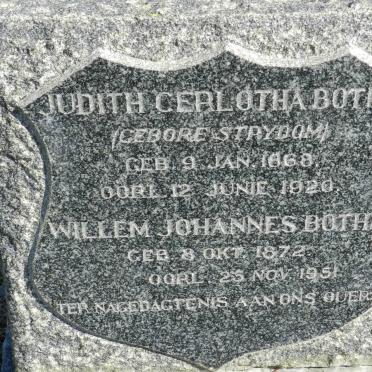 JUDITH GERLOTHA BOTH
(GEBORE STRYDOM)
GEB. 9 JAN. 1868,
OORL. 12 JUNIE 1920,
WILLEM JOHANNES BOTHA
GEB. 8 OKT. 1872
OORL. 25 NOV. 1951
TER NAGEDAGTENIS AAN ONS OUER